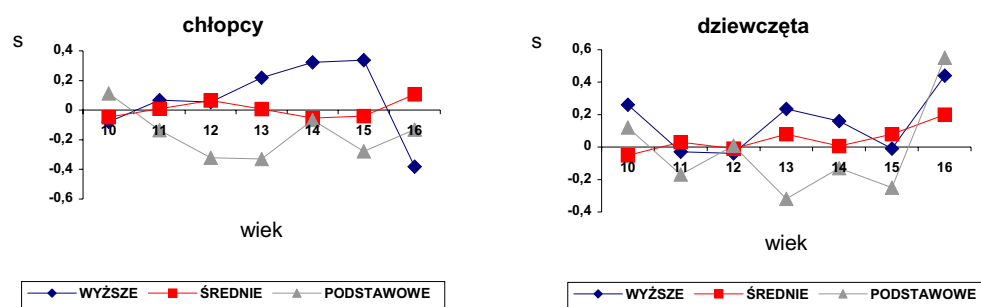 chłopcy
s
0,4
0,2
0
-0,2
-0,4
-0,6
10 11 12 13 14 15 16
wiek
WYŻSZE ŚREDNIE PODSTAWOWE
dziewczęta
s
0,6
0,4
0,2
0
-0,2
-0,4
10 11 12 13 14 15 16
wiek
WYŻSZE ŚREDNIE PODSTAWOWE